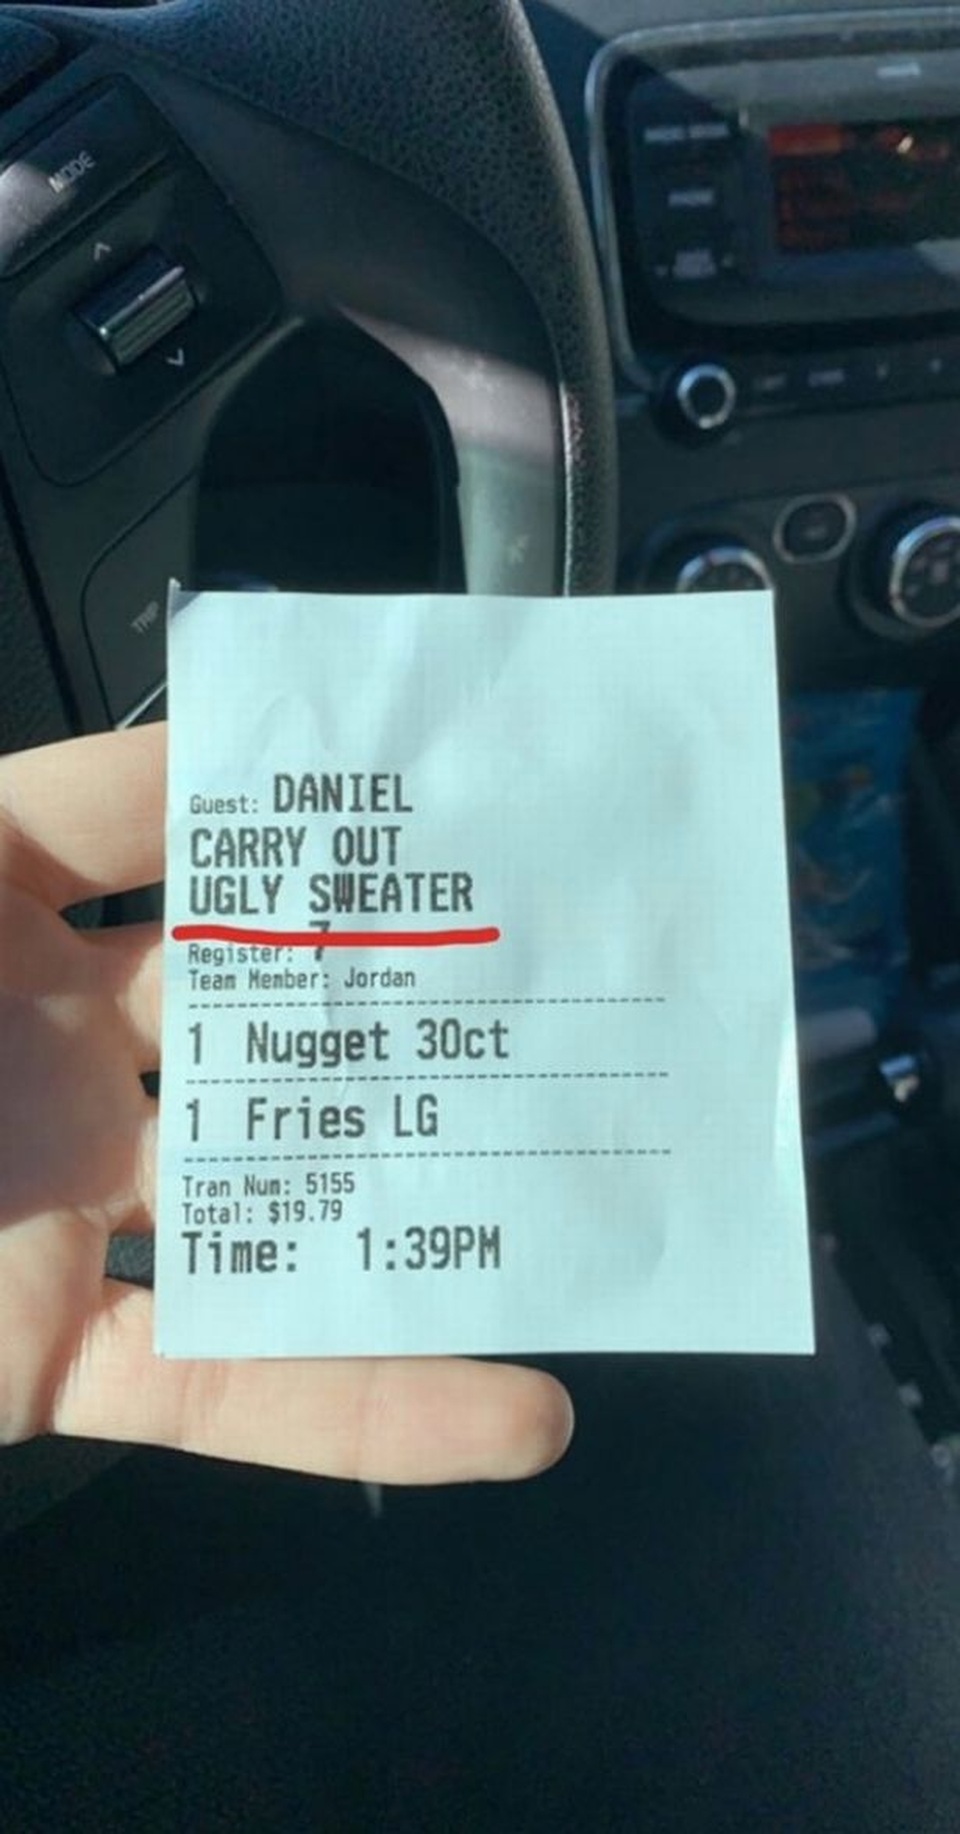 MODE
TRIP
Guest: DANIEL
CARRY OUT
UGLY SWEATER
Register: 7
Team Member: Jordan
1 Nugget 30ct
1 Fries LG
Tran Num: 5155
Total: $19.79
Time: 1:39PM